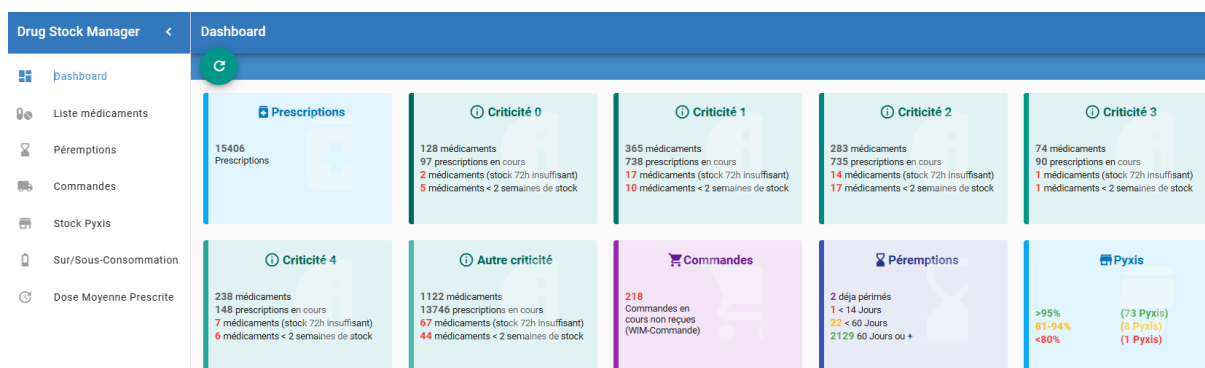 Drug Stock Manager
Dashboard
Dashboard
Liste médicaments
Péremptions
Commandes
Stock Pyxis
Sur/Sous-Consommation
Dose Moyenne Prescrite
Prescriptions
15406
Prescriptions
Criticité 0
128 médicaments
97 prescriptions en cours
2 médicaments (stock 72h insuffisant)
5 médicaments < 2 semaines de stock
Criticité 1
365 médicaments
738 prescriptions en cours
17 médicaments (stock 72h insuffisant)
10 médicaments < 2 semaines de stock
Criticité 2
283 médicaments
735 prescriptions en cours
14 médicaments (stock 72h insuffisant)
17 médicaments < 2 semaines de stock
Criticité 3
74 médicaments
90 prescriptions en cours
1 médicaments (stock 72h insuffisant)
1 médicaments < 2 semaines de stock
Criticité 4
238 médicaments
148 prescriptions en cours
7 médicaments (stock 72h insuffisant)
6 médicaments < 2 semaines de stock
Autre criticité
1122 médicaments
13746 prescriptions en cours
67 médicaments (stock 72h insuffisant)
44 médicaments < 2 semaines de stock
Commandes
218
Commandes en
cours non reçues
(WIM-Commande)
Péremptions
2 déja périmés
1 < 14 Jours
22 < 60 Jours
2129 60 Jours ou +
Pyxis
>95% (73 Pyxis)
81-94% (8 Pyxis)
<80% (1 Pyxis)